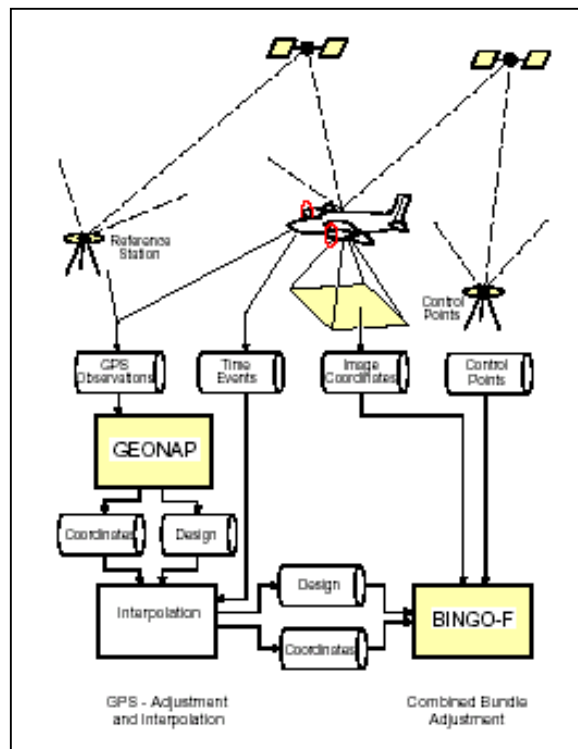 Reference
Station
Control
Points
GPS
Observations
Time
Events
Image
Coordinates
Control
Points
GEONAP
Coordinates
Design
Interpolation
Design
Coordinates
BINGO-F
GPS - Adjustment
and Interpolation
Combined Bundle
Adjustment